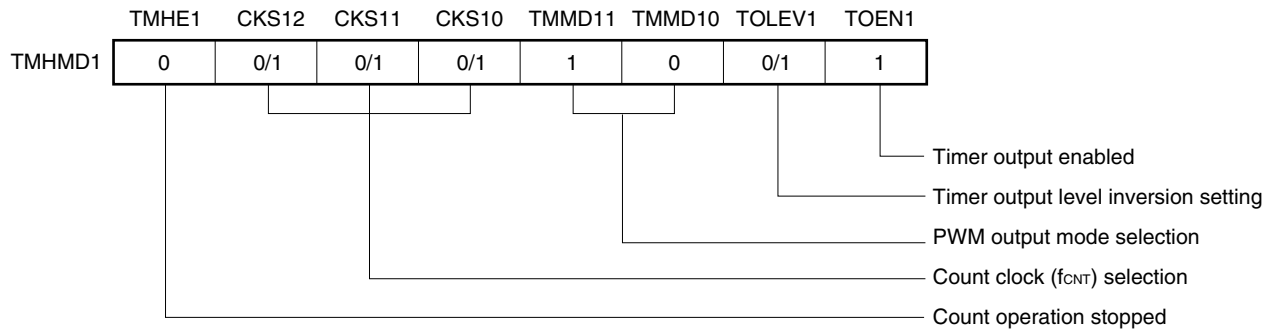 TMHE1 CKS12 CKS11 CKS10 TMMD11 TMMD10 TOLEV1 TOEN1
TMHMD1 0 0/1 0/1 0/1 1 0 0/1 1
Timer output enabled
Timer output level inversion setting
PWM output mode selection
Count clock (fCNT) selection
Count operation stopped